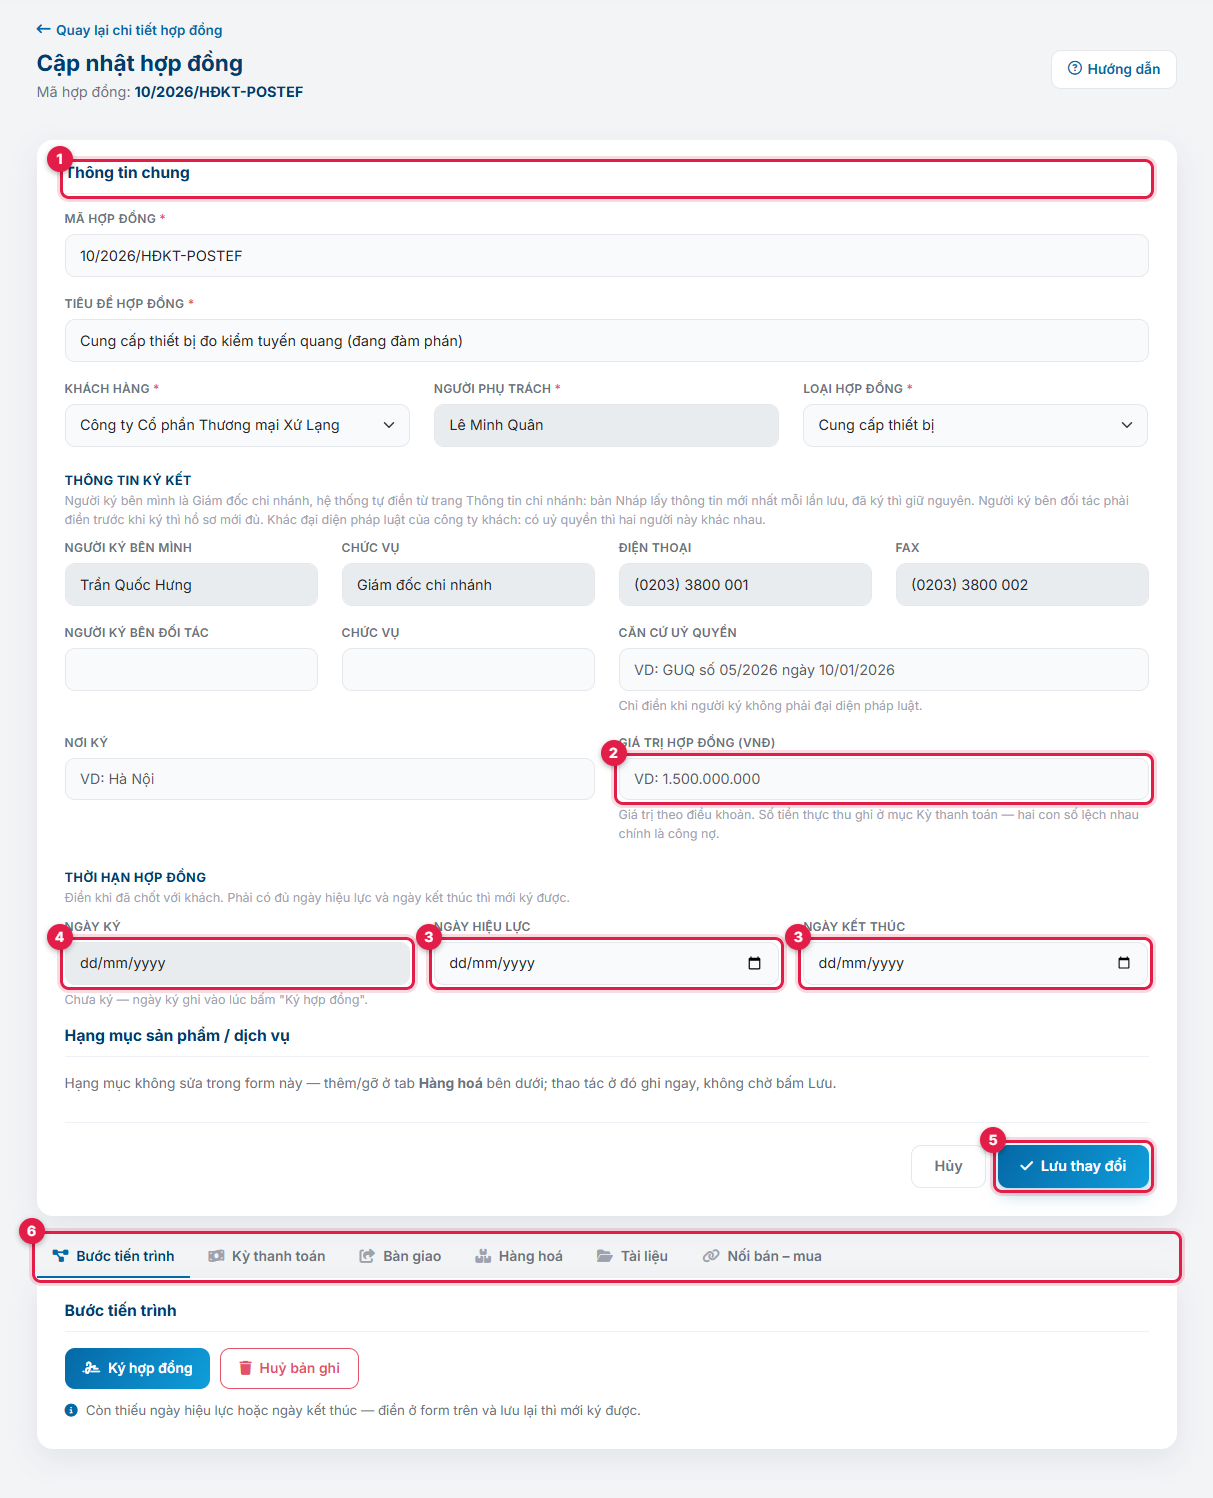 ← Quay lại chi tiết hợp đồng
Cập nhật hợp đồng
Mã hợp đồng: 10/2026/HĐKT-POSTEF
Hướng dẫn
1
Thông tin chung
MÃ HỢP ĐỒNG *
10/2026/HĐKT-POSTEF
TIÊU ĐỀ HỢP ĐỒNG *
Cung cấp thiết bị đo kiểm tuyến quang (đang đàm phán)
KHÁCH HÀNG * NGƯỜI PHỤ TRÁCH * LOẠI HỢP ĐỒNG *
Công ty Cổ phần Thương mại Xứ Lạng Lê Minh Quân Cung cấp thiết bị
THÔNG TIN KÝ KẾT
Người ký bên mình là Giám đốc chi nhánh, hệ thống tự điền từ trang Thông tin chi nhánh: bản Nháp lấy thông tin mới nhất mỗi lần lưu, đã ký thì giữ nguyên. Người ký bên đối tác phải
điền trước khi ký thì hồ sơ mới đủ. Khác đại diện pháp luật của công ty khách: có uỷ quyền thì hai người này khác nhau.
NGƯỜI KÝ BÊN MÌNH CHỨC VỤ ĐIỆN THOẠI FAX
Trần Quốc Hưng Giám đốc chi nhánh (0203) 3800 001 (0203) 3800 002
NGƯỜI KÝ BÊN ĐỐI TÁC CHỨC VỤ CĂN CỨ UỶ QUYỀN
VD: GUQ số 05/2026 ngày 10/01/2026
Chỉ điền khi người ký không phải đại diện pháp luật.
NƠI KÝ 2 GIÁ TRỊ HỢP ĐỒNG (VNĐ)
VD: Hà Nội VD: 1.500.000.000
Giá trị theo điều khoản. Số tiền thực thu ghi ở mục Kỳ thanh toán — hai con số lệch nhau
chính là công nợ.
THỜI HẠN HỢP ĐỒNG
Điền khi đã chốt với khách. Phải có đủ ngày hiệu lực và ngày kết thúc thì mới ký được.
4 NGÀY KÝ 3 NGÀY HIỆU LỰC 3 NGÀY KẾT THÚC
dd/mm/yyyy dd/mm/yyyy dd/mm/yyyy
Chưa ký — ngày ký ghi vào lúc bấm "Ký hợp đồng".
Hạng mục sản phẩm / dịch vụ
Hạng mục không sửa trong form này — thêm/gỡ ở tab Hàng hoá bên dưới; thao tác ở đó ghi ngay, không chờ bấm Lưu.
5
Hủy Lưu thay đổi
6
Bước tiến trình Kỳ thanh toán Bàn giao Hàng hoá Tài liệu Nối bán – mua
Bước tiến trình
Ký hợp đồng Huỷ bản ghi
Còn thiếu ngày hiệu lực hoặc ngày kết thúc — điền ở form trên và lưu lại thì mới ký được.